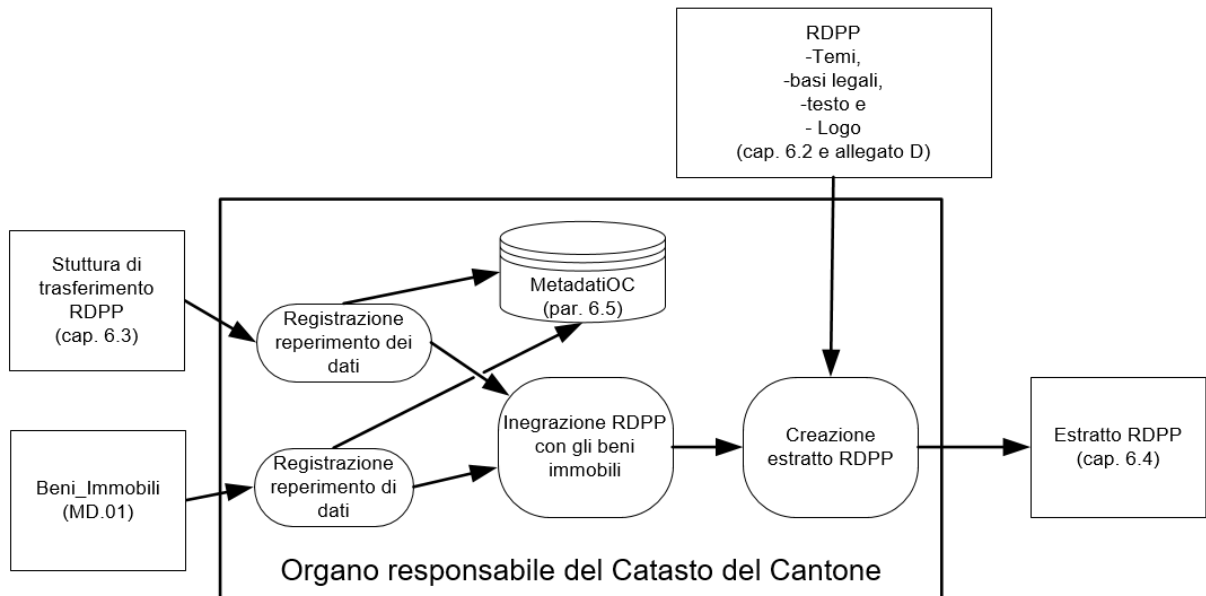 RDPP
-Temi,
-basi legali,
-testo e
- Logo
(cap. 6.2 e allegato D)
Stuttura di
trasferimento
RDPP
(cap. 6.3)
MetadatiOC
(par. 6.5)
Registrazione
reperimento dei
dati
Beni_Immobili
(MD.01)
Registrazione
reperimento di
dati
Inegrazione RDPP
con gli beni
immobili
Creazione
estratto RDPP
Estratto RDPP
(cap. 6.4)
Organo responsabile del Catasto del Cantone